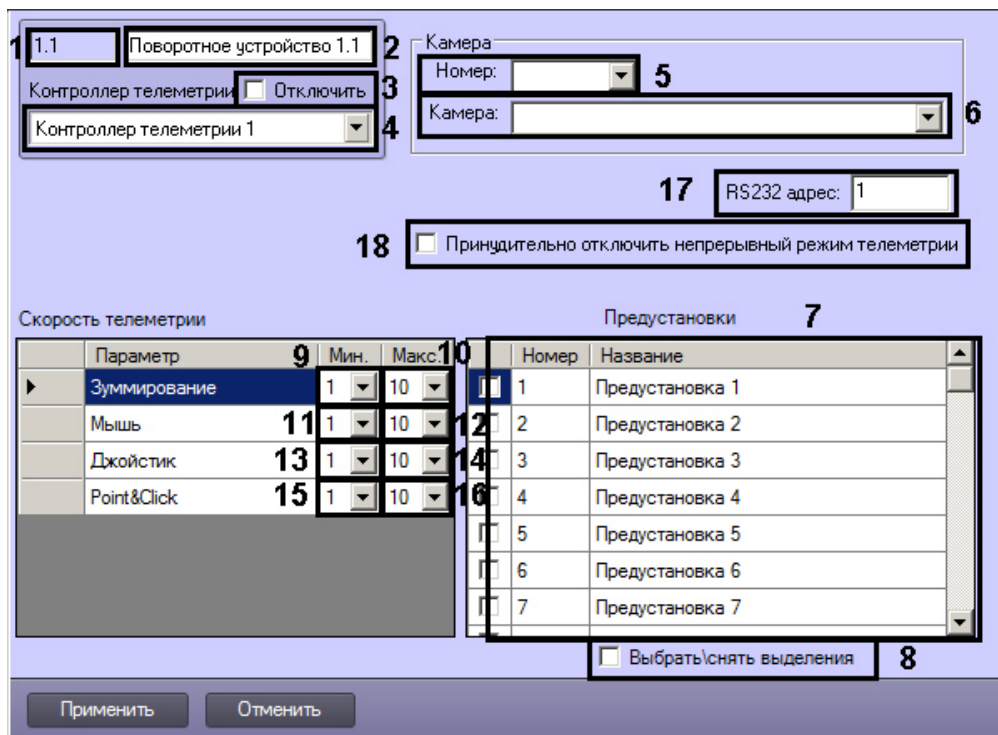 1 1.1 Поворотное устройство 1.1 2
Контроллер телеметрии Отключить 3
Контроллер телеметрии 1 4
Камера
Номер: 5
Камера: 6
17 RS232 адрес: 1
18 Принудительно отключить непрерывный режим телеметрии
Скорость телеметрии
Параметр 9 Мин. Макс. 10
Зуммирование 1 10
Мышь 11 1 10 12
Джойстик 13 1 10 14
Point&Click 15 1 10 16
Предустановки 7
Номер Название
1 Предустановка 1
2 Предустановка 2
3 Предустановка 3
4 Предустановка 4
5 Предустановка 5
6 Предустановка 6
7 Предустановка 7
Выбрать\снять выделения 8
Применить Отменить